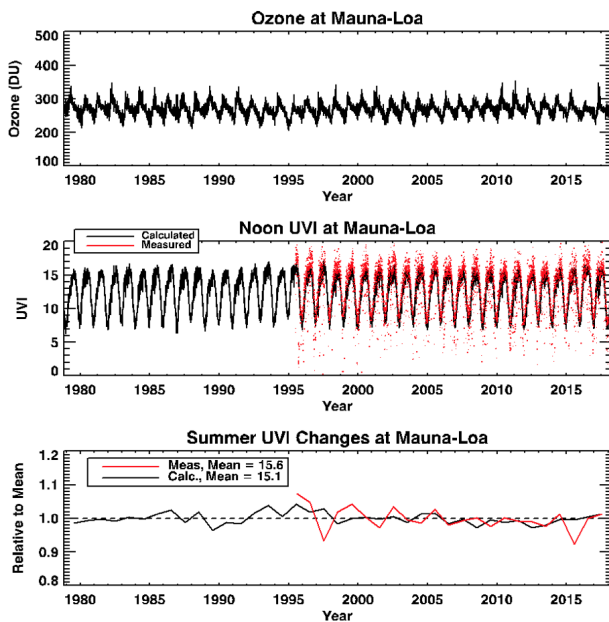 Ozone at Mauna-Loa
500
400
300
200
100
Ozone (DU)
1980 1985 1990 1995 2000 2005 2010 2015
Year
Noon UVI at Mauna-Loa
Calculated
Measured
20
15
10
5
0
UVI
1980 1985 1990 1995 2000 2005 2010 2015
Year
Summer UVI Changes at Mauna-Loa
Meas, Mean = 15.6
Calc., Mean = 15.1
1.2
1.1
1.0
0.9
0.8
Relative to Mean
1980 1985 1990 1995 2000 2005 2010 2015
Year